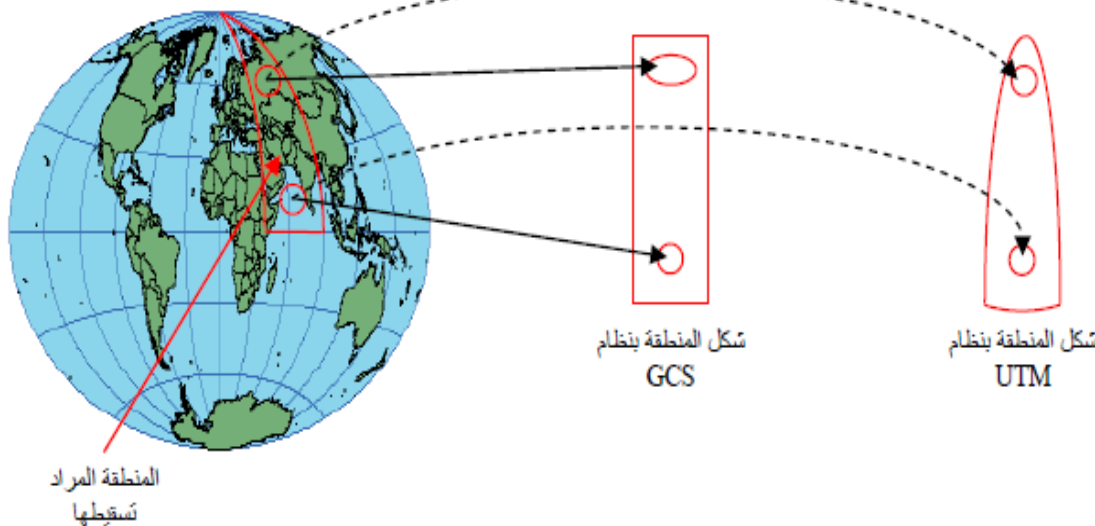 شكل المنطقة بنظام
GCS
شكل المنطقة بنظام
UTM
المنطقة المراد
تسقيطها